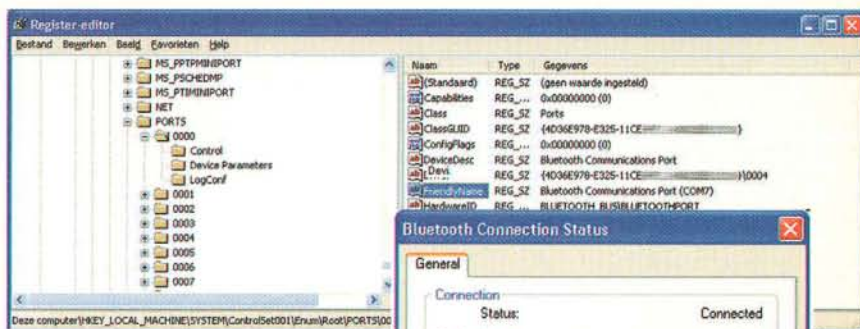 Register-editor
Bestand Bewerken Beeld Favorieten Help
MS_PPTPMINIPORT
MS_PSCHEDMP
MS_PTIMINIPORT
NET
PORTS
0000
Control
Device Parameters
LogConf
0001
0002
0003
0004
0005
0006
0007
Naam Type Gegevens
(Standaard) REG_SZ (geen waarde ingesteld)
Capabilities REG_... 0x00000000 (0)
Class REG_SZ Ports
ClassGUID REG_SZ {4D36E978-E325-11CE }
ConfigFlags REG_... 0x00000000 (0)
DeviceDesc REG_SZ Bluetooth Communications Port
REG_SZ {4D36E978-E325-11CE }\0004
FriendlyName REG_SZ Bluetooth Communications Port (COM7)
HardwareID REG_... BLUETOOTH_BUS\BLUETOOTHPORT
Deze computer\HKEY_LOCAL_MACHINE\SYSTEM\ControlSet001\Enum\Root\PORTS\00
Bluetooth Connection Status
General
Connection
Status: Connected